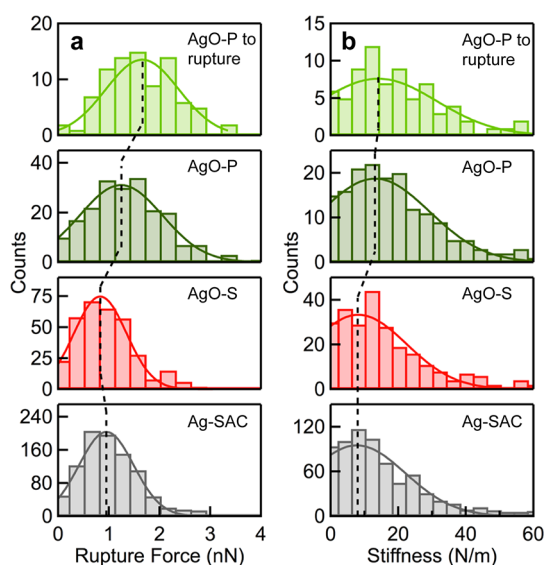 a
AgO-P to
rupture
20
10
0
AgO-P
40
20
0
Counts
AgO-S
75
50
25
0
Ag-SAC
240
160
80
0
0
1
2
3
4
Rupture Force (nN)
b
AgO-P to
rupture
15
10
5
0
AgO-P
20
10
0
Counts
AgO-S
40
20
0
Ag-SAC
120
60
0
0
20
40
60
Stiffness (N/m)